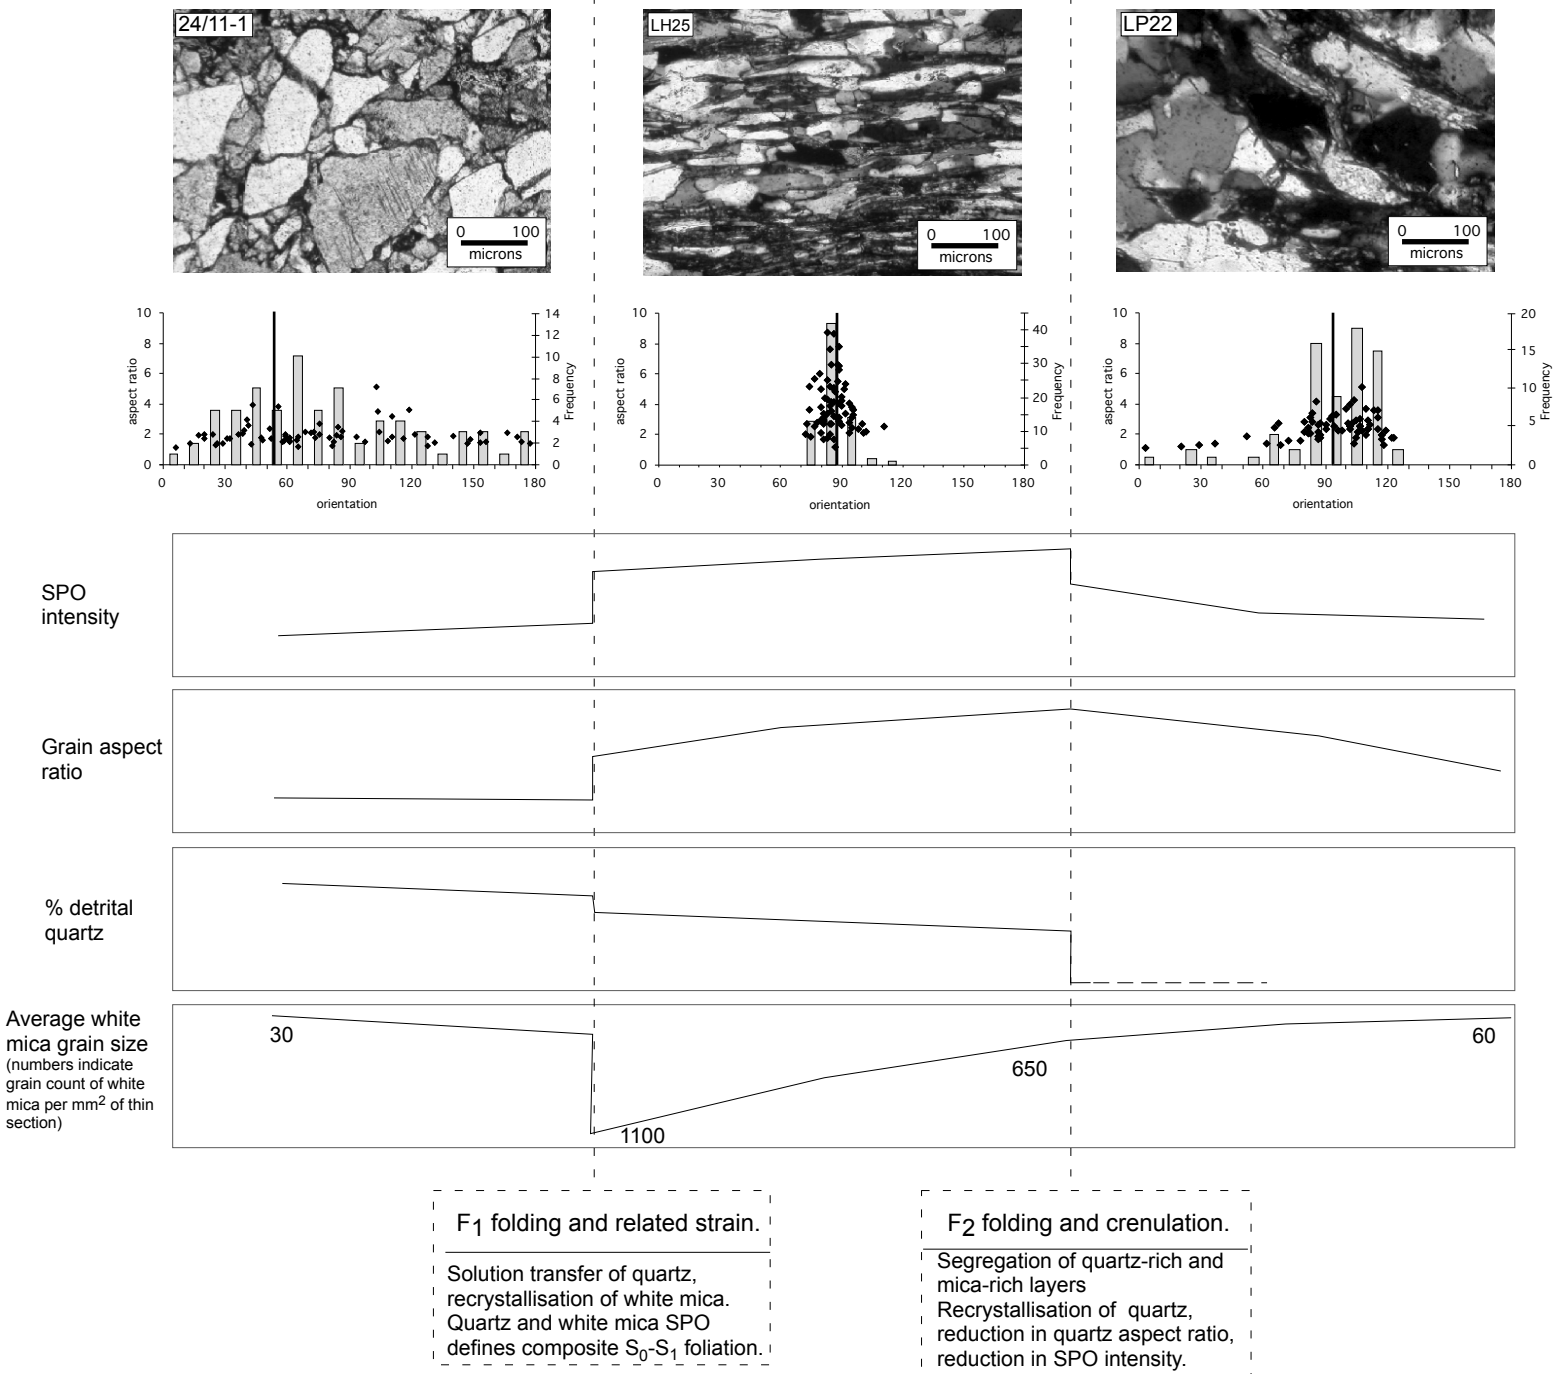 24/11-1
LH25
LP22
0 100
microns
0 100
microns
0 100
microns
10
8
6
4
2
0
aspect ratio
14
12
10
8
6
4
2
0
Frequency
0 30 60 90 120 150 180
orientation
10
8
6
4
2
0
aspect ratio
40
30
20
10
0
Frequency
0 30 60 90 120 150 180
orientation
10
8
6
4
2
0
aspect ratio
20
15
10
5
0
Frequency
0 30 60 90 120 150 180
orientation
SPO
intensity
Grain aspect
ratio
% detrital
quartz
Average white
mica grain size
(numbers indicate
grain count of white
mica per mm² of thin
section)
30
1100
650
60
F₁ folding and related strain.
Solution transfer of quartz,
recrystallisation of white mica.
Quartz and white mica SPO
defines composite S₀-S₁ foliation.
F₂ folding and crenulation.
Segregation of quartz-rich and
mica-rich layers
Recrystallisation of quartz,
reduction in quartz aspect ratio,
reduction in SPO intensity.